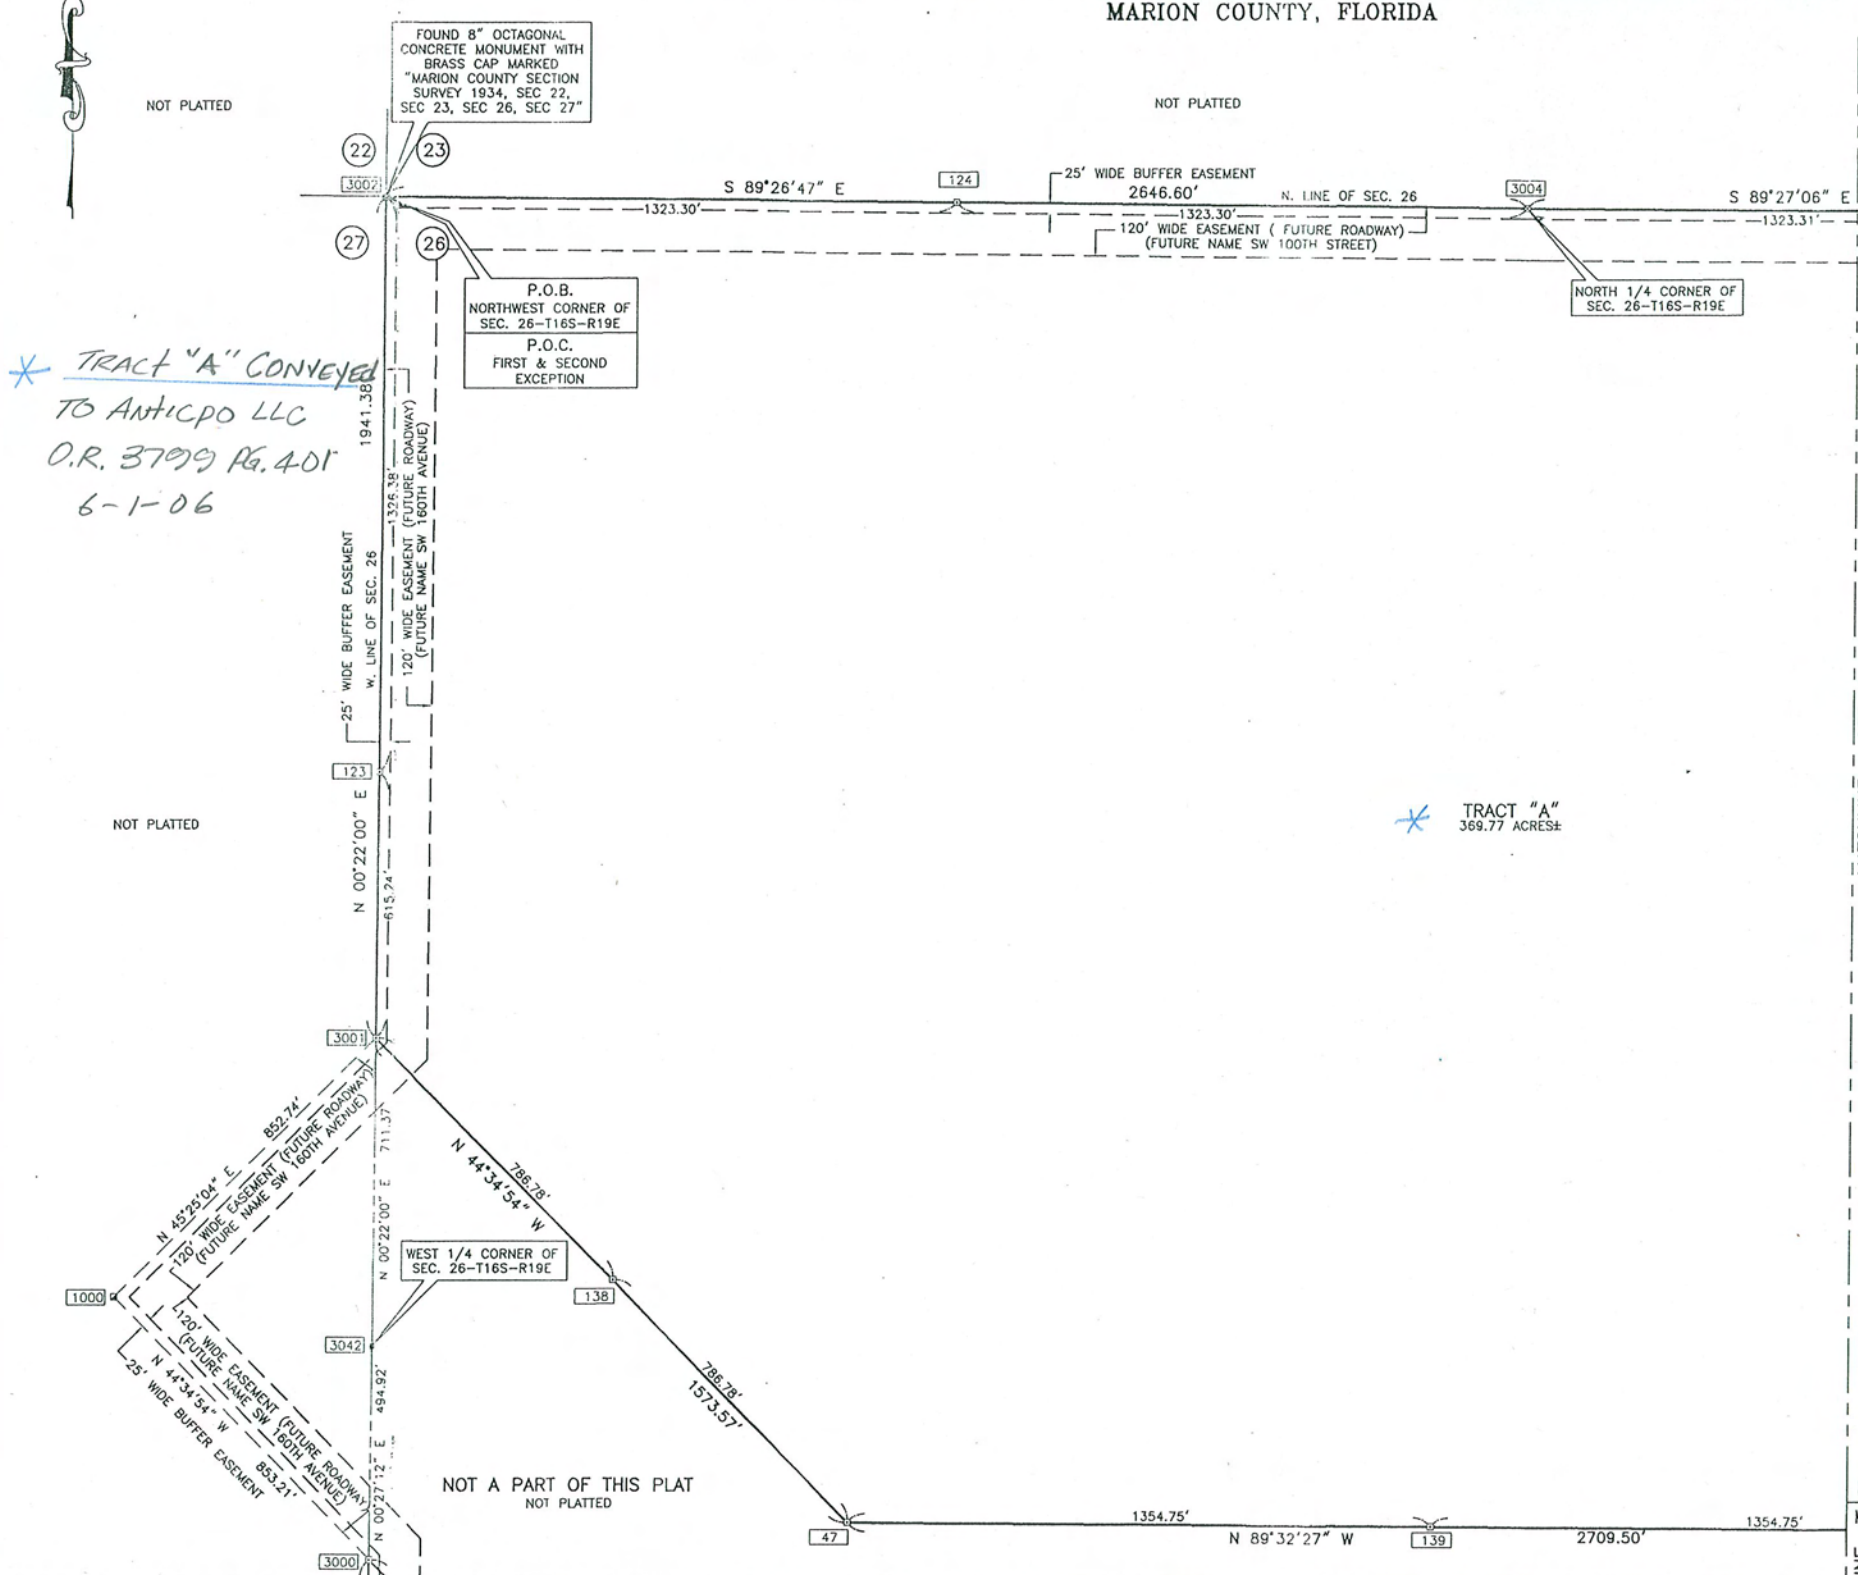 MARION COUNTY, FLORIDA
FOUND 8" OCTAGONAL
CONCRETE MONUMENT WITH
BRASS CAP MARKED
"MARION COUNTY SECTION
SURVEY 1934, SEC 22,
SEC 23, SEC 26, SEC 27"
NOT PLATTED
NOT PLATTED
22
23
3002
S 89°26'47" E
124
25' WIDE BUFFER EASEMENT
2646.60'
N. LINE OF SEC. 26
3004
S 89°27'06" E
1323.30'
1323.30'
1323.31'
27
26
120' WIDE EASEMENT ( FUTURE ROADWAY)
(FUTURE NAME SW 100TH STREET)
P.O.B.
NORTHWEST CORNER OF
SEC. 26-T16S-R19E
P.O.C.
FIRST & SECOND
EXCEPTION
NORTH 1/4 CORNER OF
SEC. 26-T16S-R19E
* TRACT "A" CONVEYED
TO ANTICPO LLC
O.R. 3799 PG. 401
6-1-06
1941.38
1326.38'
120' WIDE EASEMENT (FUTURE ROADWAY)
(FUTURE NAME SW 160TH AVENUE)
25' WIDE BUFFER EASEMENT
W. LINE OF SEC. 26
123
N 00°22'00" E
615.24'
NOT PLATTED
* TRACT "A"
369.77 ACRES±
3001
852.74'
N 45°25'04" E
120' WIDE EASEMENT (FUTURE ROADWAY)
(FUTURE NAME SW 160TH AVENUE)
711.37'
N 00°22'00" E
786.78'
N 44°34'54" W
WEST 1/4 CORNER OF
SEC. 26-T16S-R19E
1000
138
3042
120' WIDE EASEMENT (FUTURE ROADWAY)
(FUTURE NAME SW 160TH AVENUE)
N 44°34'54" W
853.21'
25' WIDE BUFFER EASEMENT
494.92'
N 00°27'12" E
786.78'
1573.57'
NOT A PART OF THIS PLAT
NOT PLATTED
3000
47
1354.75'
N 89°32'27" W
139
2709.50'
1354.75'